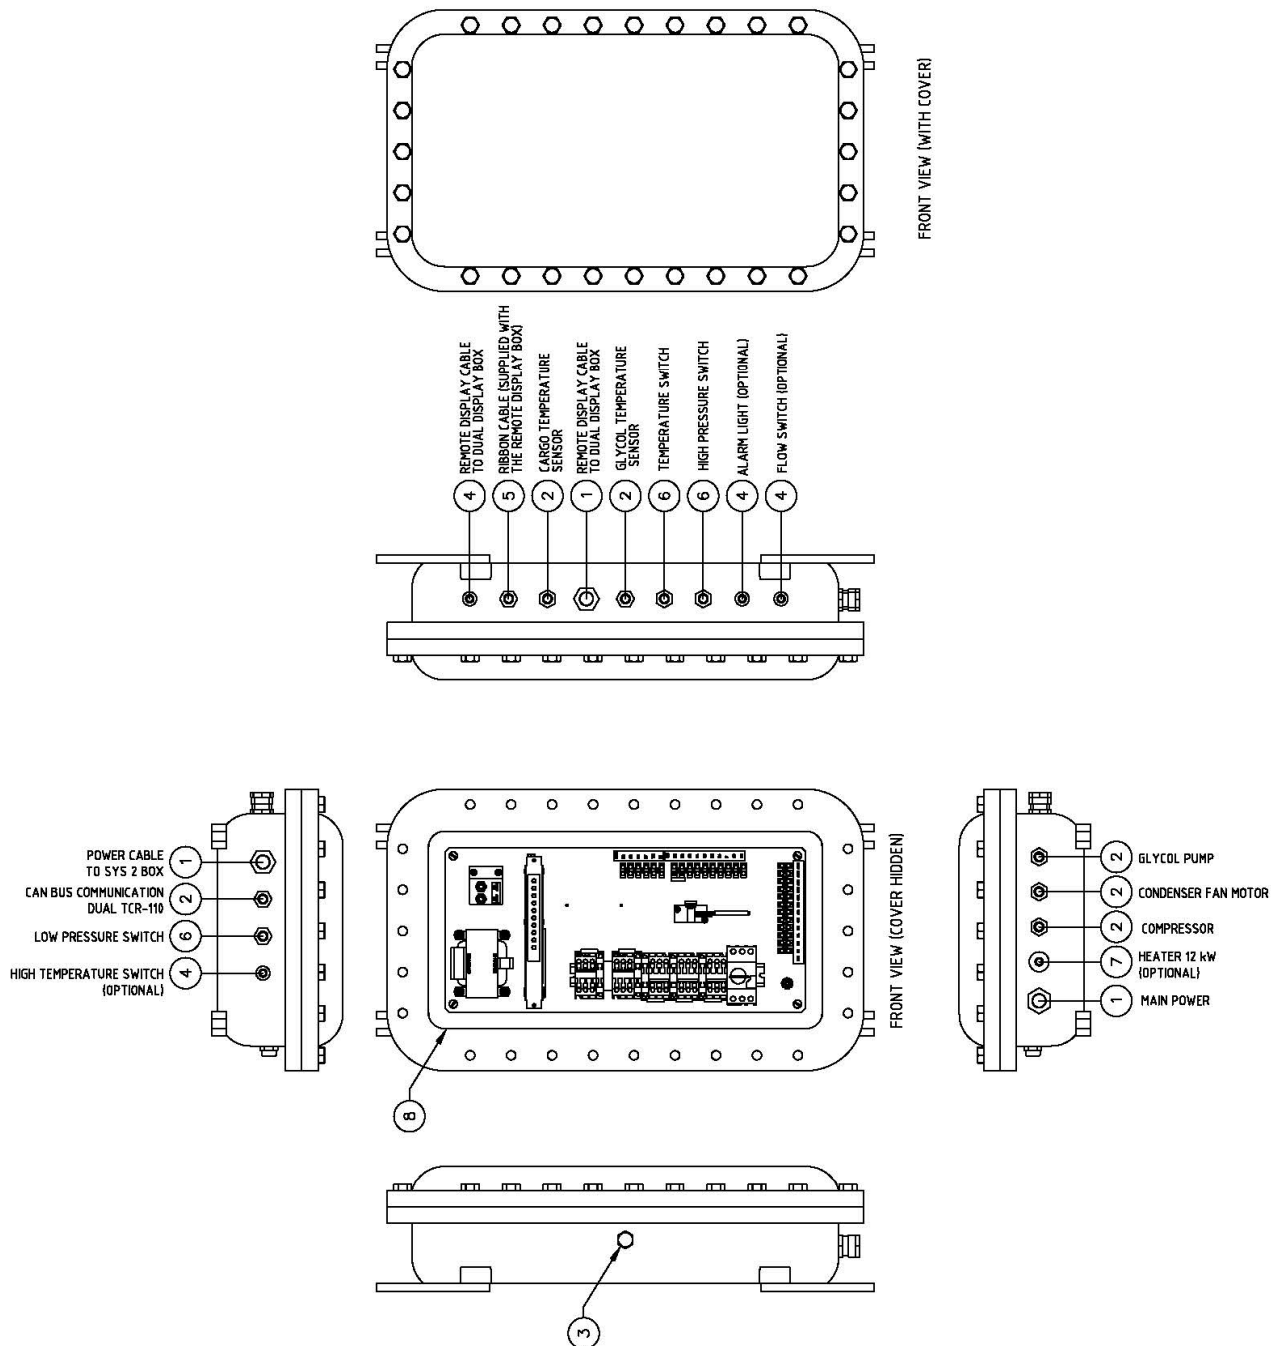 FRONT VIEW (WITH COVER)
4
REMOTE DISPLAY CABLE
TO DUAL DISPLAY BOX
5
RIBBON CABLE (SUPPLIED WITH
THE REMOTE DISPLAY BOX)
2
CARGO TEMPERATURE
SENSOR
1
REMOTE DISPLAY CABLE
TO DUAL DISPLAY BOX
2
GLYCOL TEMPERATURE
SENSOR
6
TEMPERATURE SWITCH
6
HIGH PRESSURE SWITCH
4
ALARM LIGHT (OPTIONAL)
4
FLOW SWITCH (OPTIONAL)
POWER CABLE
TO SYS 2 BOX
1
CAN BUS COMMUNICATION
DUAL TCR-110
2
LOW PRESSURE SWITCH
6
HIGH TEMPERATURE SWITCH
(OPTIONAL)
4
FRONT VIEW (COVER HIDDEN)
8
2
GLYCOL PUMP
2
CONDENSER FAN MOTOR
2
COMPRESSOR
7
HEATER 12 kW
(OPTIONAL)
1
MAIN POWER
3